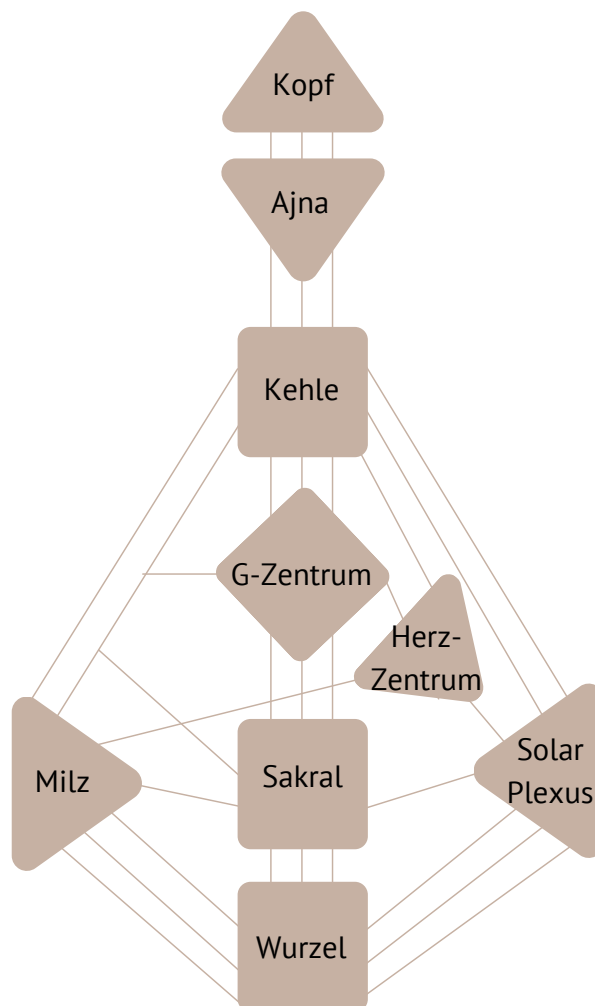 Kopf
Ajna
Kehle
G-Zentrum
Herz-
Zentrum
Milz
Sakral
Solar
Plexus
Wurzel